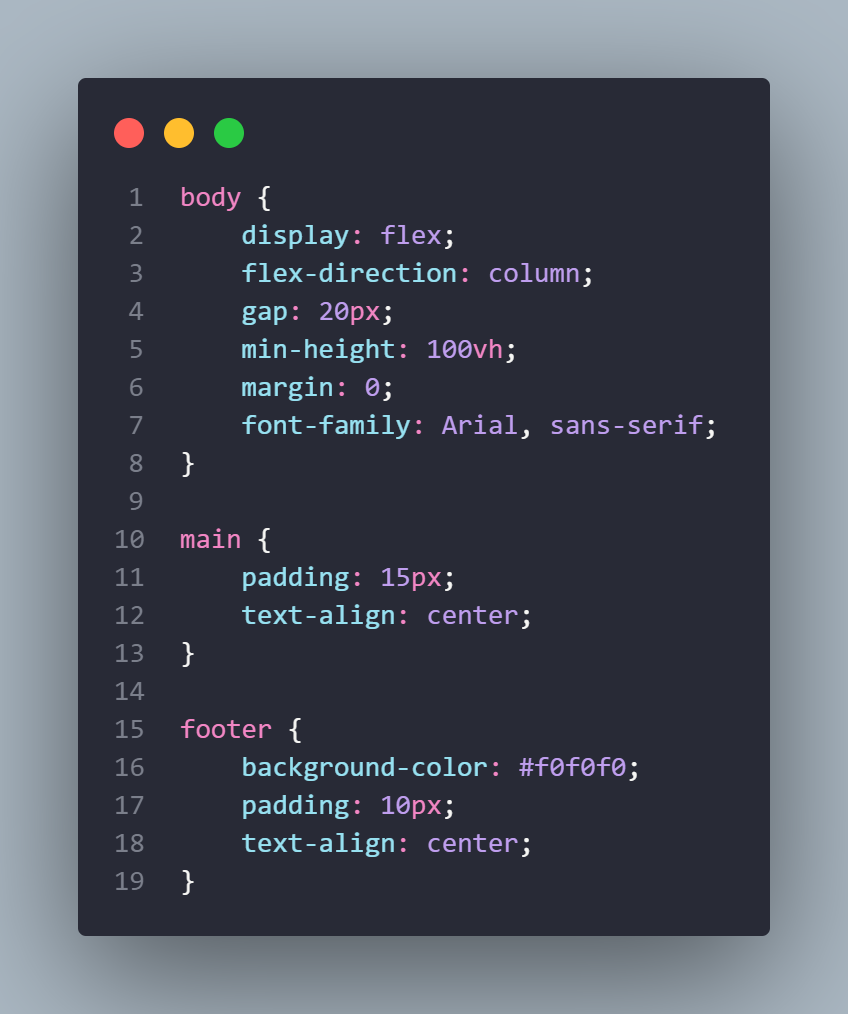 1 body {
2     display: flex;
3     flex-direction: column;
4     gap: 20px;
5     min-height: 100vh;
6     margin: 0;
7     font-family: Arial, sans-serif;
8 }
9
10 main {
11     padding: 15px;
12     text-align: center;
13 }
14
15 footer {
16     background-color: #f0f0f0;
17     padding: 10px;
18     text-align: center;
19 }